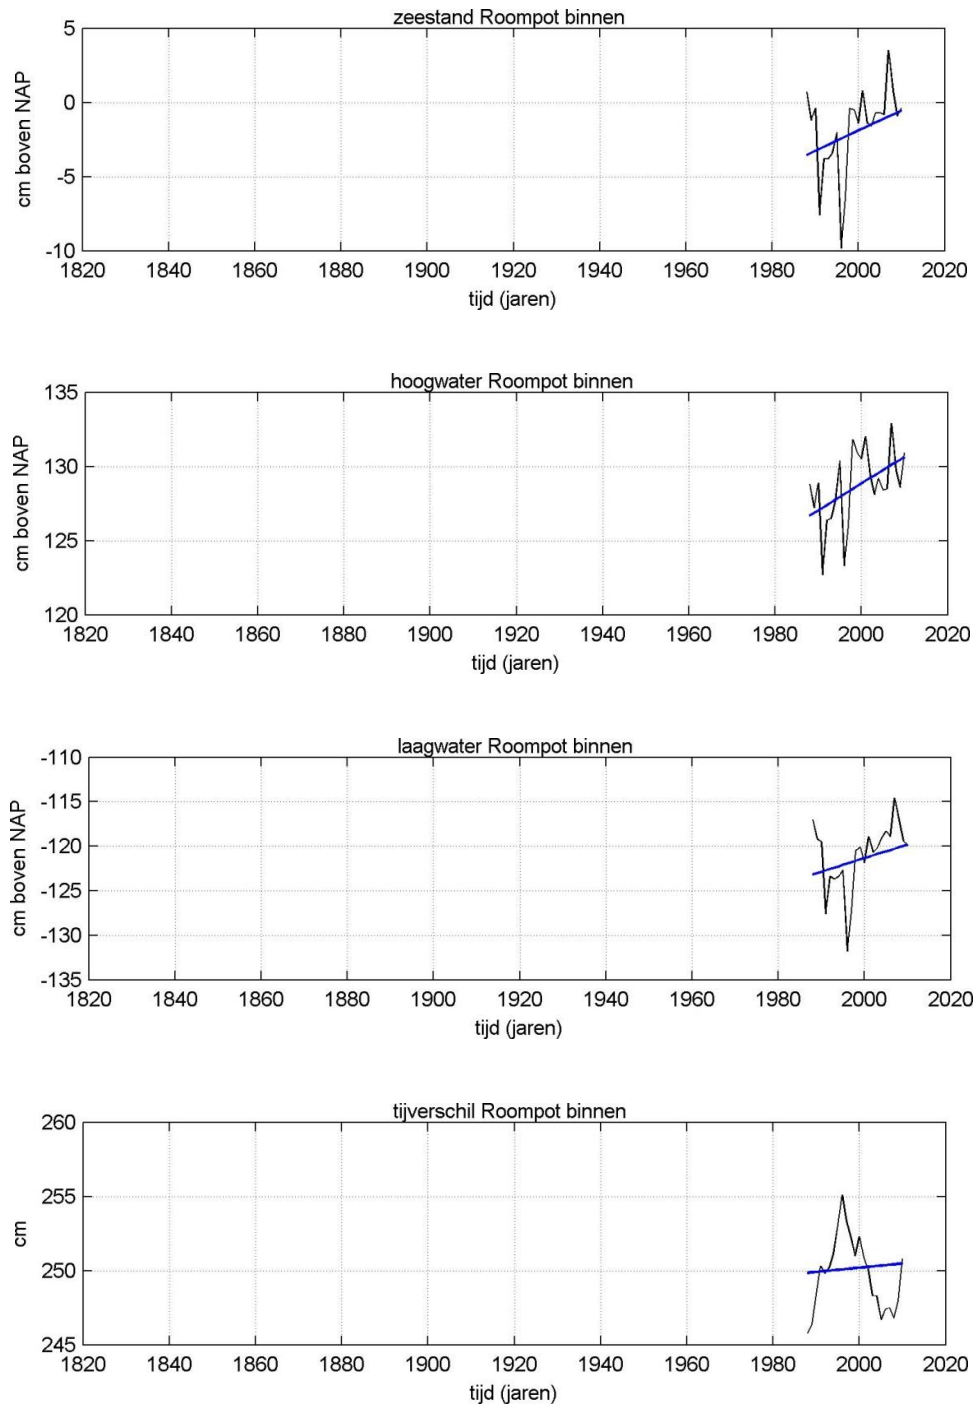 zeestand Roompot binnen
5
0
-5
-10
cm boven NAP
1820 1840 1860 1880 1900 1920 1940 1960 1980 2000 2020
tijd (jaren)
hoogwater Roompot binnen
135
130
125
120
cm boven NAP
1820 1840 1860 1880 1900 1920 1940 1960 1980 2000 2020
tijd (jaren)
laagwater Roompot binnen
-110
-115
-120
-125
-130
-135
cm boven NAP
1820 1840 1860 1880 1900 1920 1940 1960 1980 2000 2020
tijd (jaren)
tijverschil Roompot binnen
260
255
250
245
cm
1820 1840 1860 1880 1900 1920 1940 1960 1980 2000 2020
tijd (jaren)